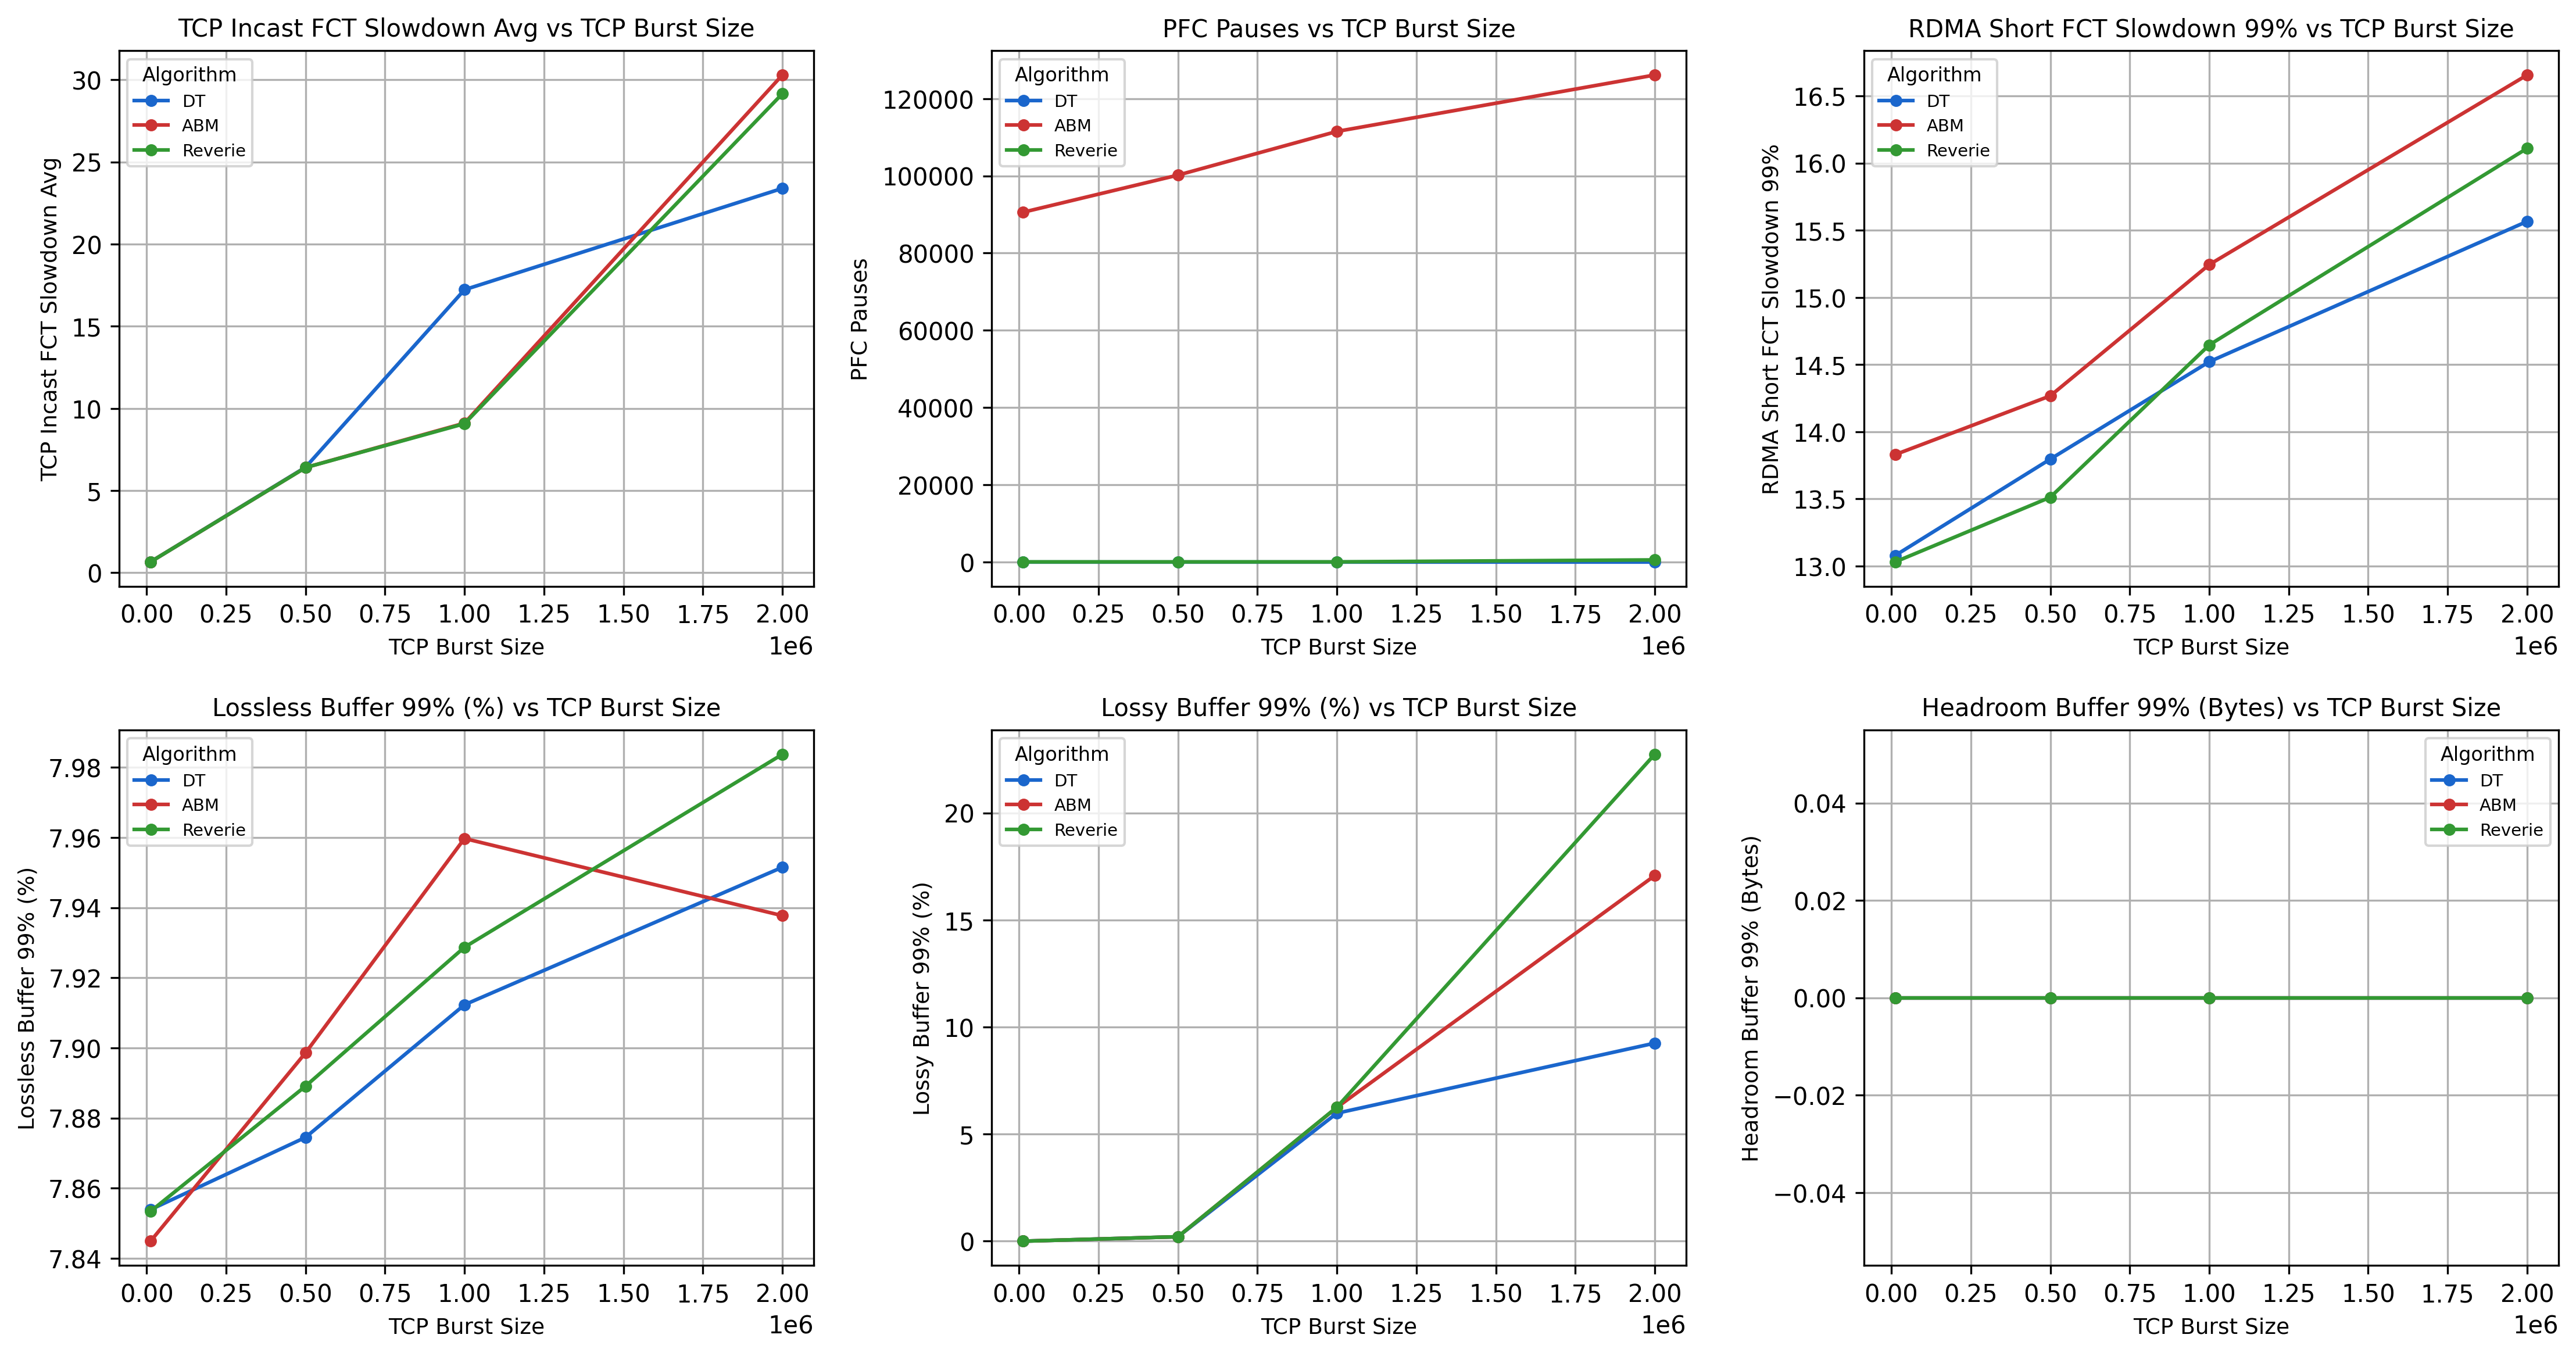 TCP Incast FCT Slowdown Avg vs TCP Burst Size
Algorithm
DT
ABM
Reverie
TCP Incast FCT Slowdown Avg
30
25
20
15
10
5
0
0.00 0.25 0.50 0.75 1.00 1.25 1.50 1.75 2.00
TCP Burst Size
1e6
PFC Pauses vs TCP Burst Size
Algorithm
DT
ABM
Reverie
PFC Pauses
120000
100000
80000
60000
40000
20000
0
0.00 0.25 0.50 0.75 1.00 1.25 1.50 1.75 2.00
TCP Burst Size
1e6
RDMA Short FCT Slowdown 99% vs TCP Burst Size
Algorithm
DT
ABM
Reverie
RDMA Short FCT Slowdown 99%
16.5
16.0
15.5
15.0
14.5
14.0
13.5
13.0
0.00 0.25 0.50 0.75 1.00 1.25 1.50 1.75 2.00
TCP Burst Size
1e6
Lossless Buffer 99% (%) vs TCP Burst Size
Algorithm
DT
ABM
Reverie
Lossless Buffer 99% (%)
7.98
7.96
7.94
7.92
7.90
7.88
7.86
7.84
0.00 0.25 0.50 0.75 1.00 1.25 1.50 1.75 2.00
TCP Burst Size
1e6
Lossy Buffer 99% (%) vs TCP Burst Size
Algorithm
DT
ABM
Reverie
Lossy Buffer 99% (%)
20
15
10
5
0
0.00 0.25 0.50 0.75 1.00 1.25 1.50 1.75 2.00
TCP Burst Size
1e6
Headroom Buffer 99% (Bytes) vs TCP Burst Size
Algorithm
DT
ABM
Reverie
Headroom Buffer 99% (Bytes)
0.04
0.02
0.00
−0.02
−0.04
0.00 0.25 0.50 0.75 1.00 1.25 1.50 1.75 2.00
TCP Burst Size
1e6